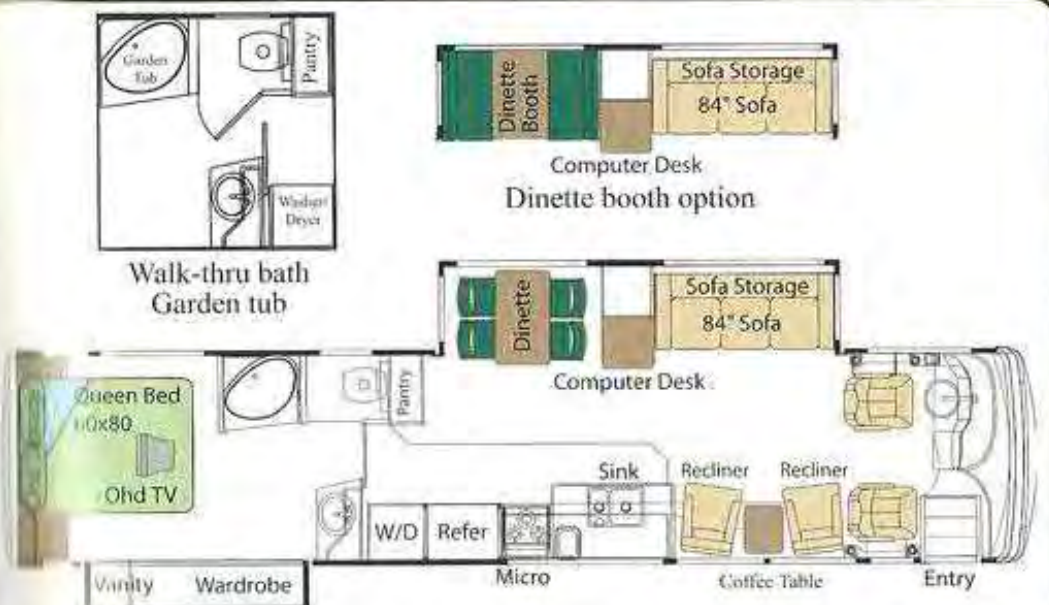 Garden
Tub
Pantry
Washer
Dryer
Walk-thru bath
Garden tub
Dinette
Booth
Sofa Storage
84" Sofa
Computer Desk
Dinette booth option
Dinette
Sofa Storage
84" Sofa
Computer Desk
Pantry
Queen Bed
60x80
Ohd TV
Sink
Recliner
Recliner
W/D
Refer
Micro
Coffee Table
Entry
Vanity
Wardrobe